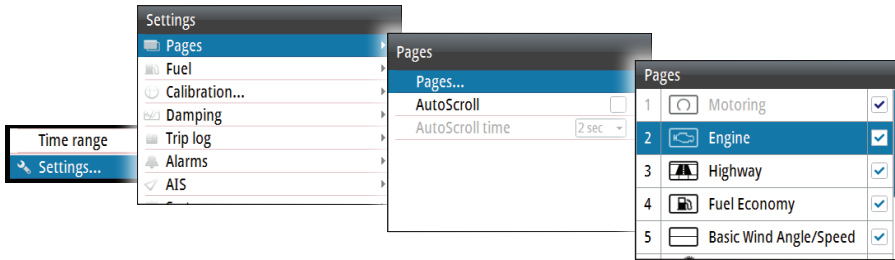 Time range
Settings...
Settings
Pages
Fuel
Calibration...
Damping
Trip log
Alarms
AIS
Pages
Pages...
AutoScroll
AutoScroll time 2 sec
Pages
1 Motoring
2 Engine
3 Highway
4 Fuel Economy
5 Basic Wind Angle/Speed